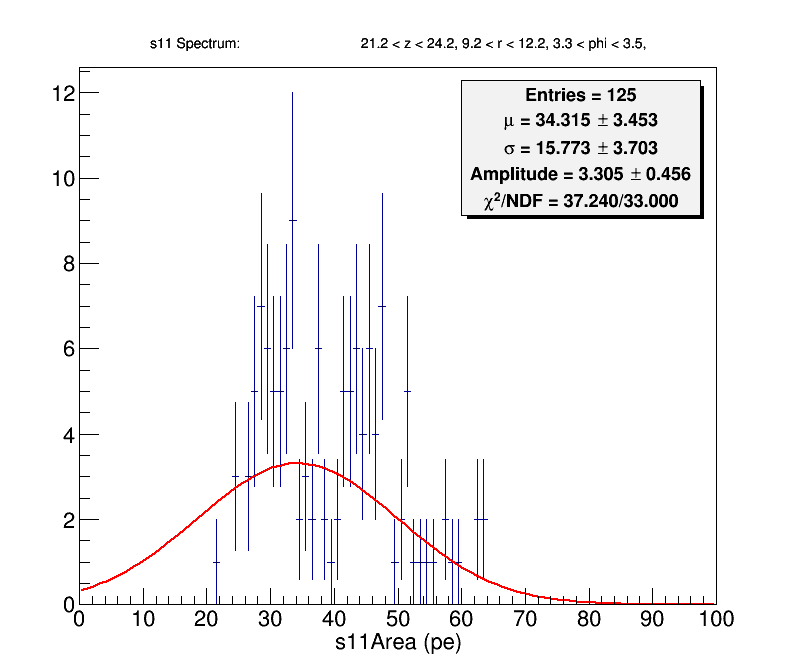 s11 Spectrum: 21.2 < z < 24.2, 9.2 < r < 12.2, 3.3 < phi < 3.5,
Entries = 125
μ = 34.315 ± 3.453
σ = 15.773 ± 3.703
Amplitude = 3.305 ± 0.456
χ²/NDF = 37.240/33.000
12
10
8
6
4
2
0
0 10 20 30 40 50 60 70 80 90 100
s11Area (pe)